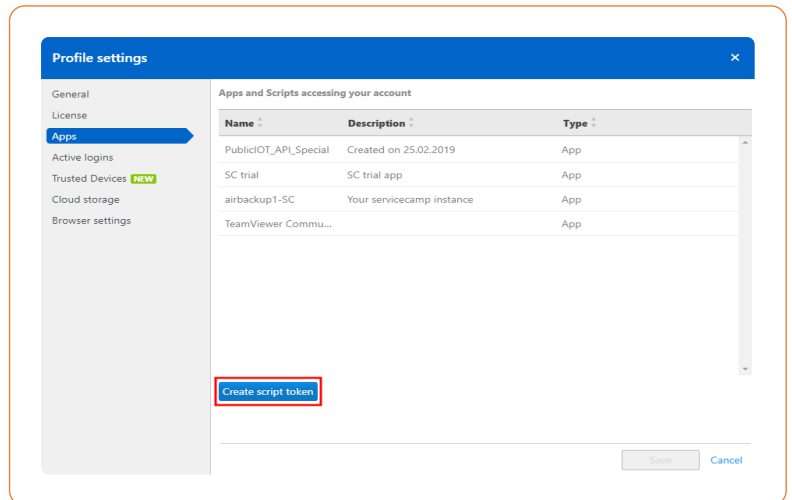 Profile settings
General
License
Apps
Active logins
Trusted Devices NEW
Cloud storage
Browser settings
Apps and Scripts accessing your account
Name Description Type
PublicIOT_API_Special Created on 25.02.2019 App
SC trial SC trial app App
airbackup1-SC Your servicecamp instance App
TeamViewer Commu... App
Create script token
Save Cancel